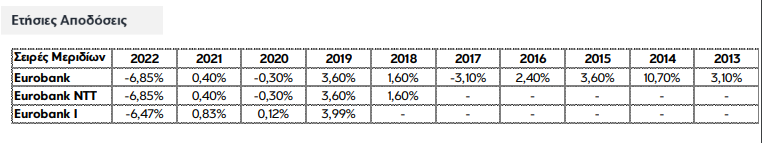 Ετήσιες Αποδόσεις
Σειρές Μεριδίων 2022 2021 2020 2019 2018 2017 2016 2015 2014 2013
Eurobank -6,85% 0,40% -0,30% 3,60% 1,60% -3,10% 2,40% 3,60% 10,70% 3,10%
Eurobank NTT -6,85% 0,40% -0,30% 3,60% 1,60% - - - - -
Eurobank I -6,47% 0,83% 0,12% 3,99% - - - - - -